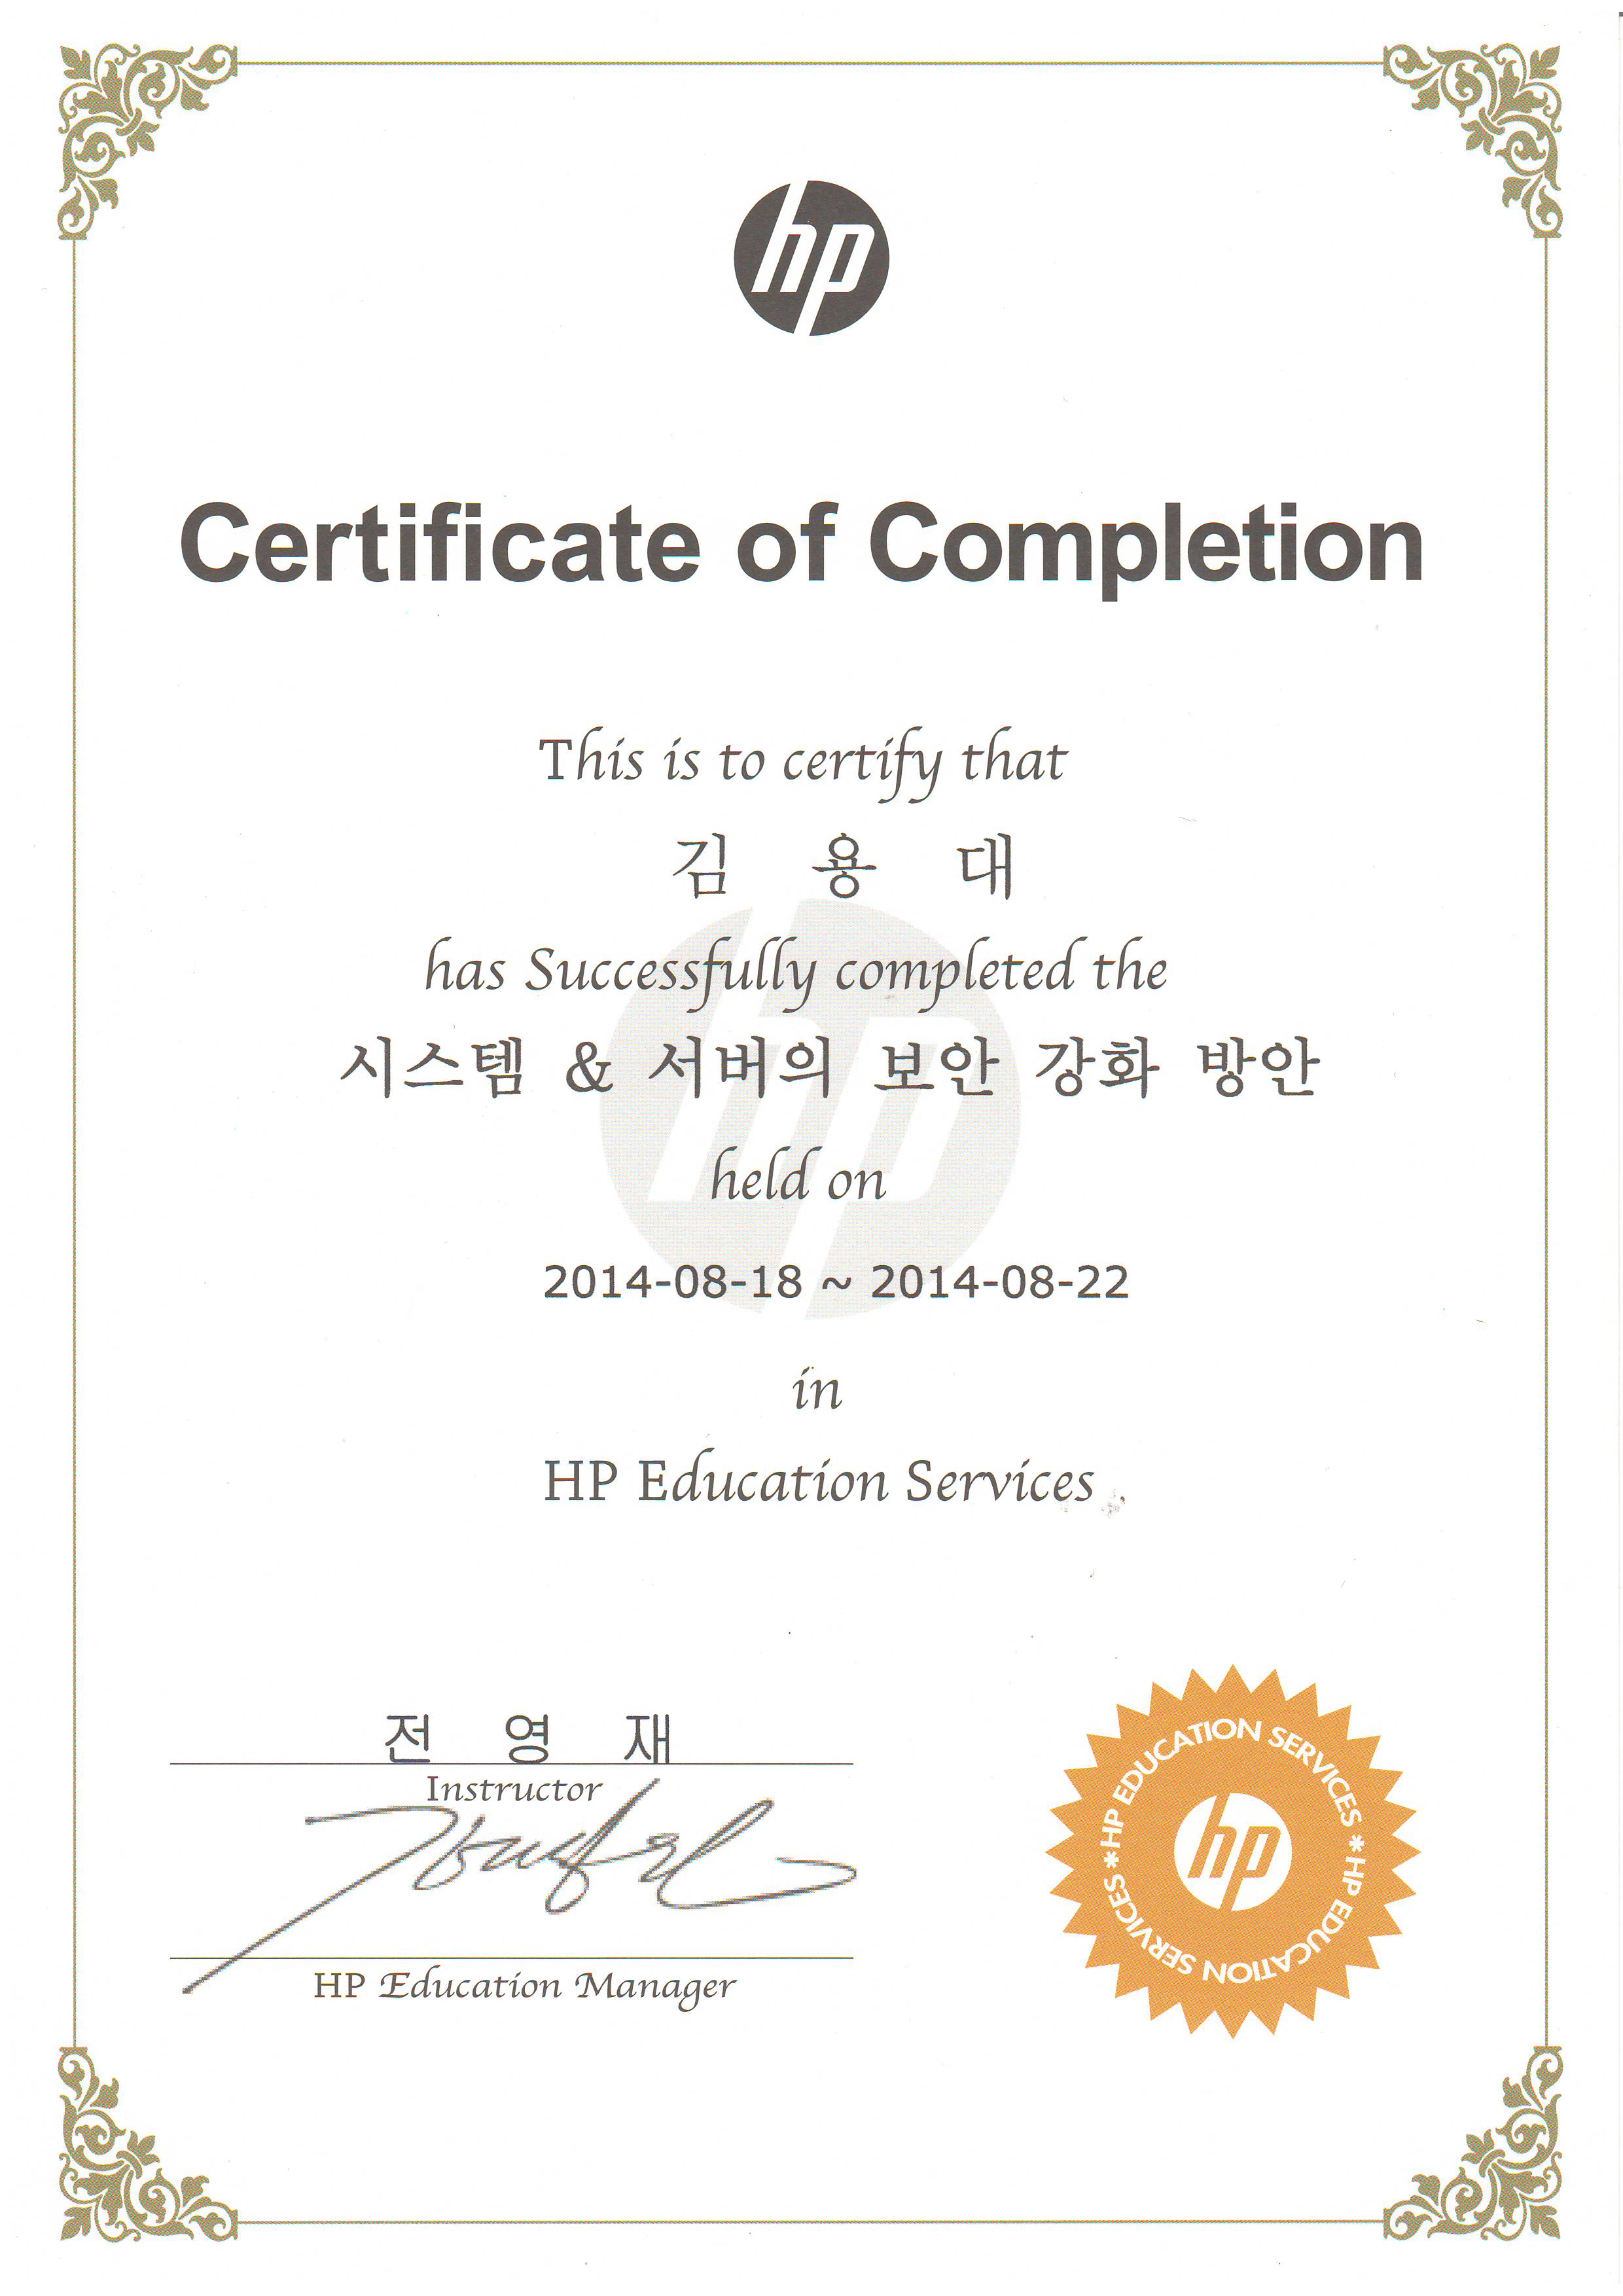 hp
Certificate of Completion
This is to certify that
김 용 대
has Successfully completed the
시스템 & 서버의 보안 강화 방안
held on
2014-08-18 ~ 2014-08-22
in
HP Education Services .
전 영 재
Instructor
HP Education Manager
*HP EDUCATION SERVICES *HP EDUCATION SERVICES
hp